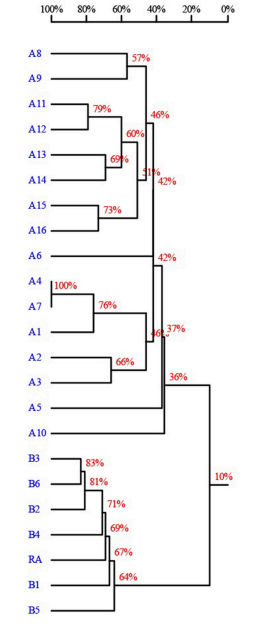 100% 80% 60% 40% 20% 0%
A8
57%
A9
A11
79%
46%
A12
60%
A13
69%
51%
A14
42%
A15
73%
A16
A6
42%
A4
100%
A7
76%
A1
46%
37%
A2
66%
A3
36%
A5
A10
B3
83%
B6
81%
10%
B2
71%
B4
69%
RA
67%
B1
64%
B5